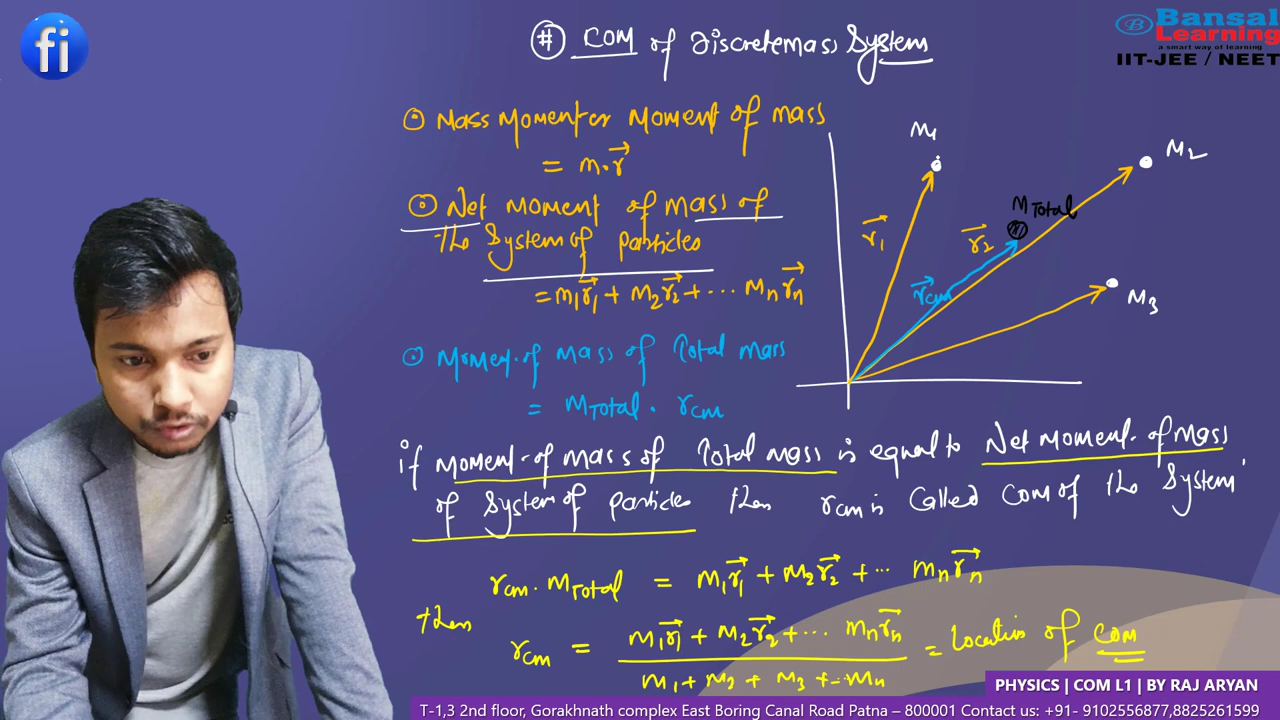 fi
# COM of Discretemass System
B Bansal
Learning
a smart way of learning
IIT-JEE / NEET
⊙ Mass Moment or Moment of mass
= m.r⃗
⊙ Net moment of mass of
the System of particles
= m₁r⃗₁ + M₂r⃗₂ + ... Mₙr⃗ₙ
⊙ Moment.of mass of Total mass
= MTotal . rcm
M₁
M₂
MTotal
r⃗₁
r⃗₂
r⃗cm
M₃
if Moment-of mass of Total mass is equal to Net Moment.of mass
of System of particles then rcm is Called COM of the System
rcm . MTotal = M₁r⃗₁ + M₂r⃗₂ + ... mₙr⃗ₙ
then
rcm = M₁r⃗₁ + M₂r⃗₂ + ... Mₙr⃗ₙ / M₁ + M₂ + M₃ + ... Mₙ = Location of COM
PHYSICS | COM L1 | BY RAJ ARYAN
T-1,3 2nd floor, Gorakhnath complex East Boring Canal Road Patna – 800001 Contact us: +91- 9102556877,8825261599